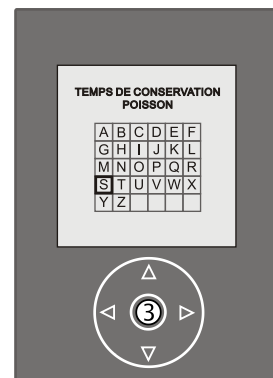 TEMPS DE CONSERVATION
POISSON
A B C D E F
G H I J K L
M N O P Q R
S T U V W X
Y Z
3